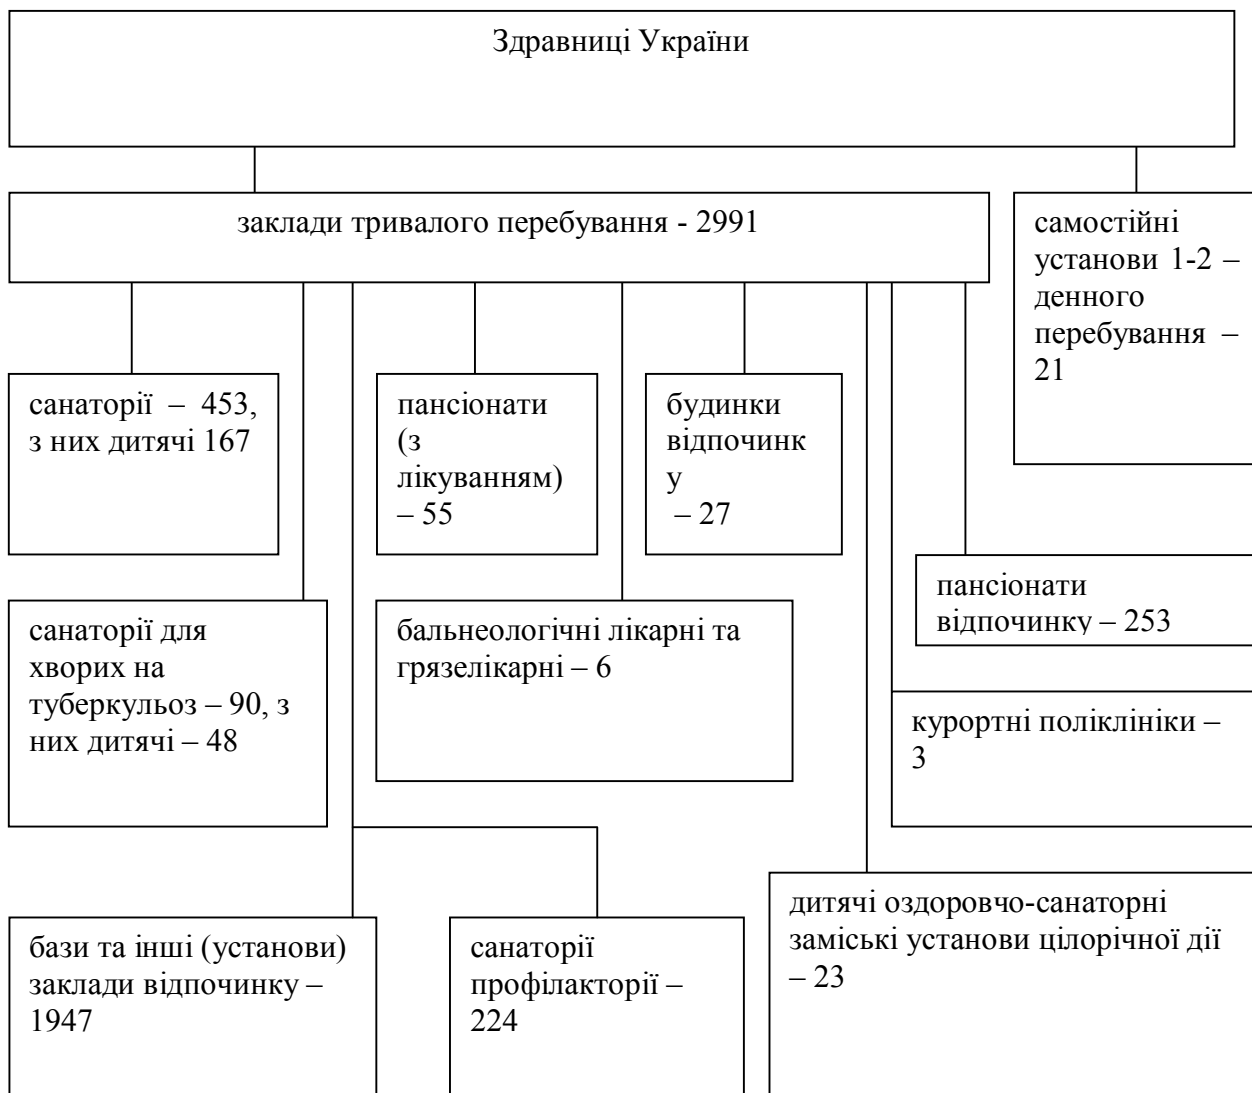 Здравниці України
заклади тривалого перебування - 2991
самостійні
установи 1-2 –
денного
перебування –
21
санаторії – 453,
з них дитячі 167
пансіонати
(з
лікуванням)
– 55
будинки
відпочинк
у
– 27
пансіонати
відпочинку – 253
санаторії для
хворих на
туберкульоз – 90, з
них дитячі – 48
бальнеологічні лікарні та
грязелікарні – 6
курортні поліклініки –
3
бази та інші (установи)
заклади відпочинку –
1947
санаторії
профілакторії –
224
дитячі оздоровчо-санаторні
заміські установи цілорічної дії
– 23